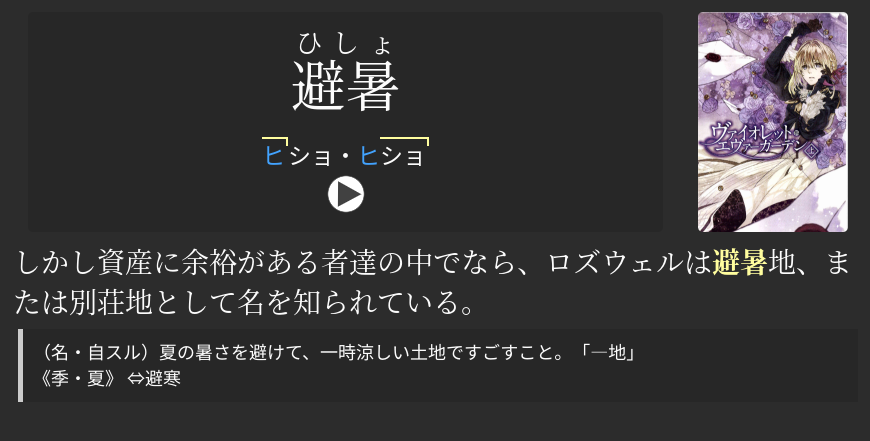 ひしょ
避暑
ヒショ・ヒショ
ヴァイオレット・
エヴァーガーデン 上
しかし資産に余裕がある者達の中でなら、ロズウェルは避暑地、ま
たは別荘地として名を知られている。
（名・自スル）夏の暑さを避けて、一時涼しい土地ですごすこと。「―地」
《季・夏》 ⇔避寒